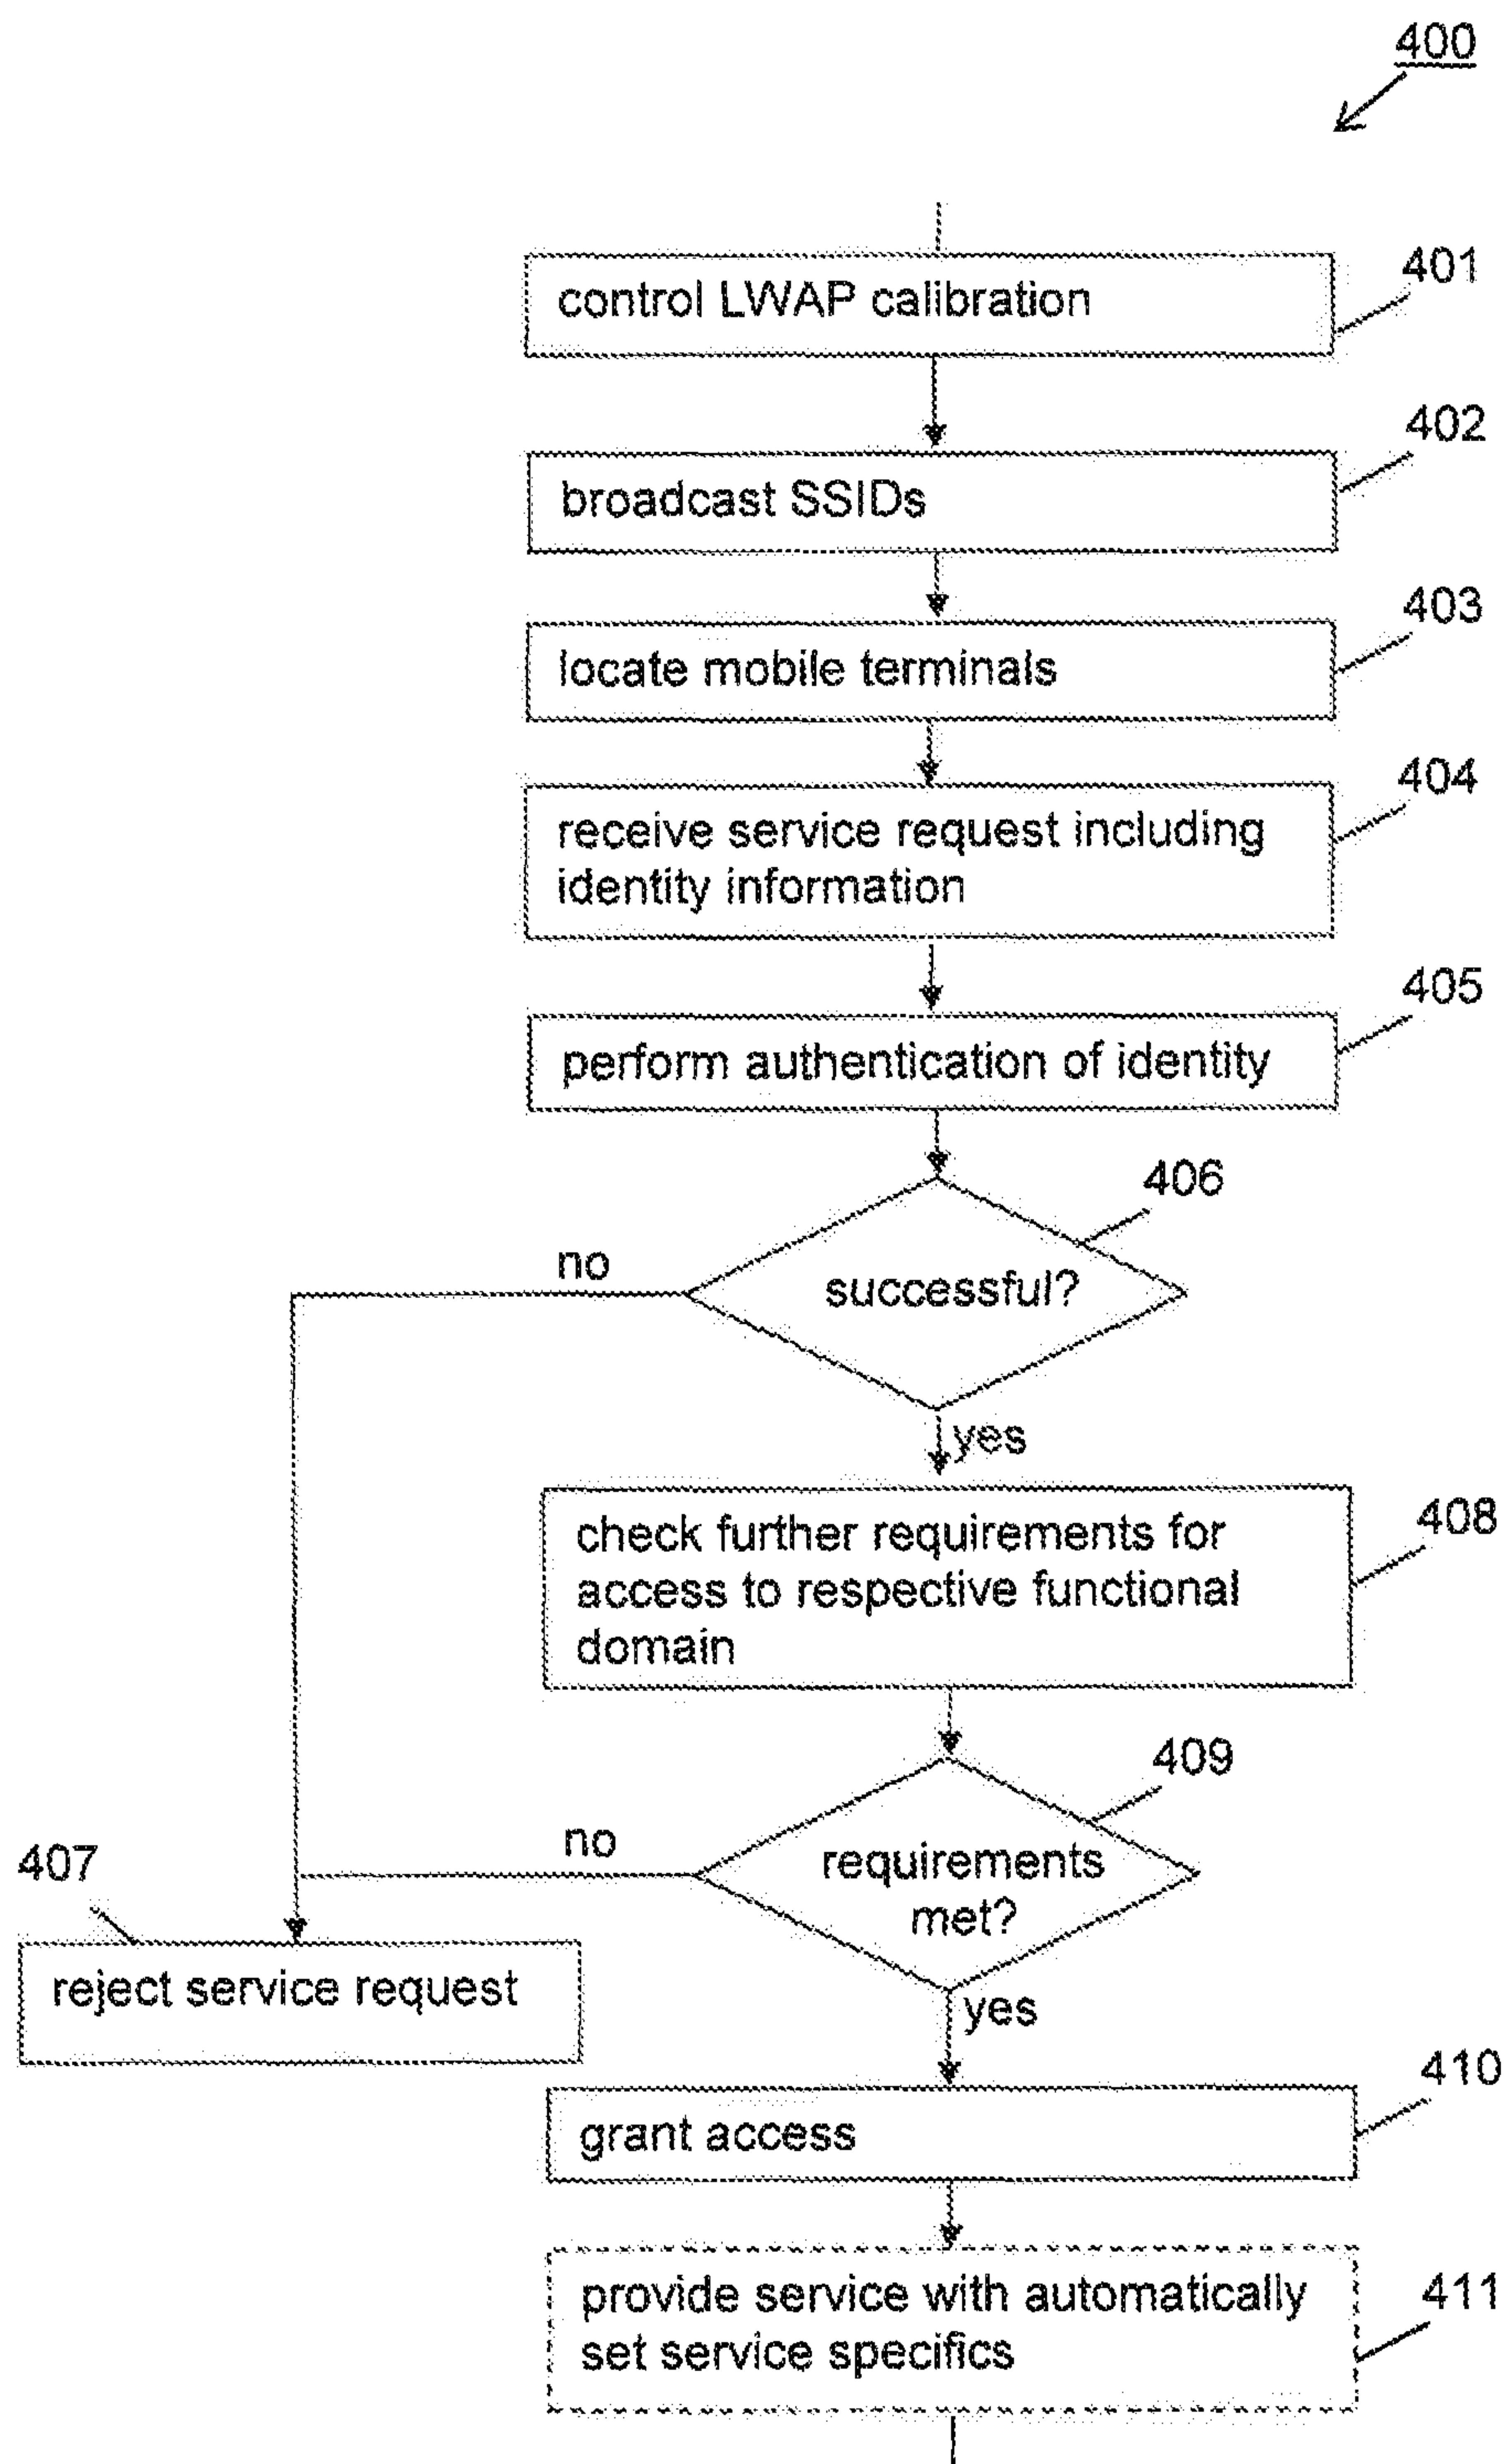 400
401
control LWAP calibration
402
broadcast SSIDs
403
locate mobile terminals
404
receive service request including
identity information
405
perform authentication of identity
406
no
successful?
yes
408
check further requirements for
access to respective functional
domain
409
no
requirements
met?
407
reject service request
yes
410
grant access
411
provide service with automatically
set service specifics